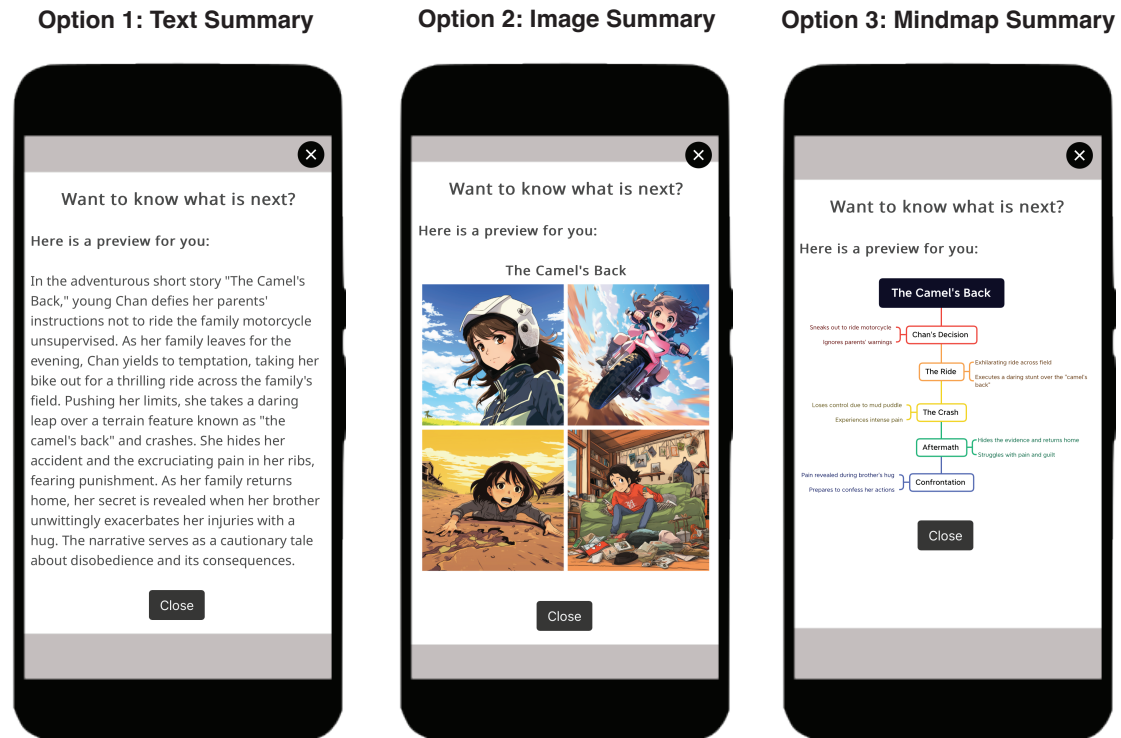 Option 1: Text Summary
Want to know what is next?
Here is a preview for you:
In the adventurous short story "The Camel's
Back," young Chan defies her parents'
instructions not to ride the family motorcycle
unsupervised. As her family leaves for the
evening, Chan yields to temptation, taking her
bike out for a thrilling ride across the family's
field. Pushing her limits, she takes a daring
leap over a terrain feature known as "the
camel's back" and crashes. She hides her
accident and the excruciating pain in her ribs,
fearing punishment. As her family returns
home, her secret is revealed when her brother
unwittingly exacerbates her injuries with a
hug. The narrative serves as a cautionary tale
about disobedience and its consequences.
Close
Option 2: Image Summary
Want to know what is next?
Here is a preview for you:
The Camel's Back
Close
Option 3: Mindmap Summary
Want to know what is next?
Here is a preview for you:
The Camel's Back
Sneaks out to ride motorcycle
Ignores parents' warnings
Chan's Decision
The Ride
Exhilarating ride across field
Executes a daring stunt over the "camel's
back"
Loses control due to mud puddle
Experiences intense pain
The Crash
Aftermath
Hides the evidence and returns home
Struggles with pain and guilt
Pain revealed during brother's hug
Prepares to confess her actions
Confrontation
Close